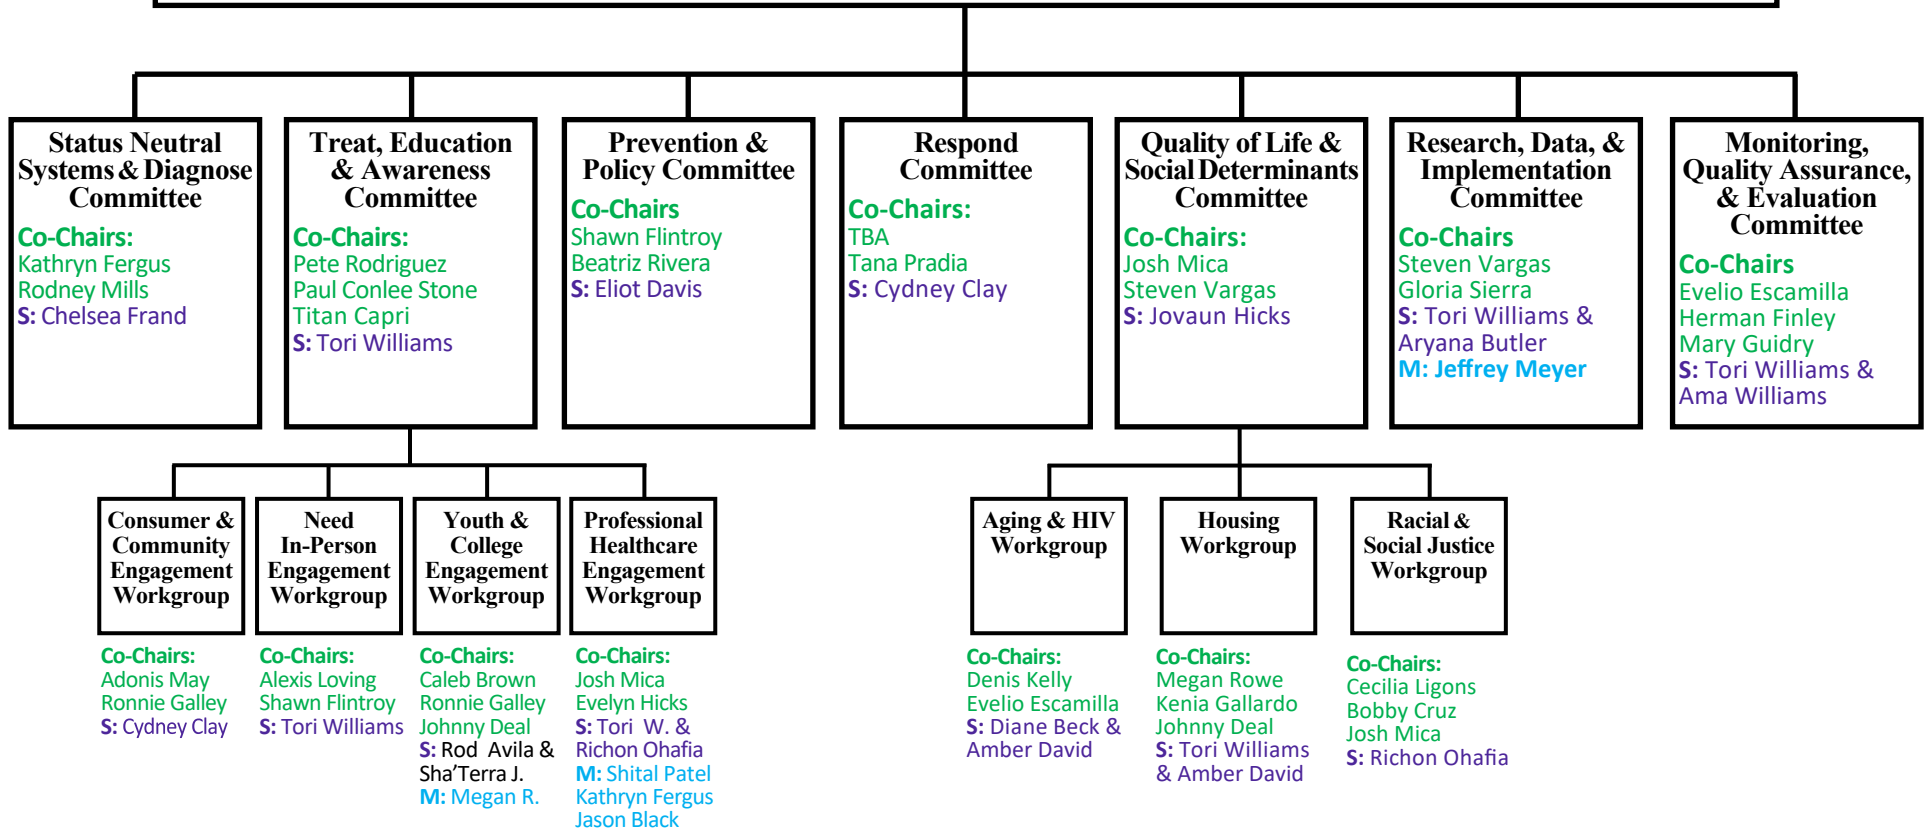 Status Neutral
Systems & Diagnose
Committee
Co-Chairs:
Kathryn Fergus
Rodney Mills
S: Chelsea Frand
Treat, Education
& Awareness
Committee
Co-Chairs:
Pete Rodriguez
Paul Conlee Stone
Titan Capri
S: Tori Williams
Prevention &
Policy Committee
Co-Chairs
Shawn Flintroy
Beatriz Rivera
S: Eliot Davis
Respond
Committee
Co-Chairs:
TBA
Tana Pradia
S: Cydney Clay
Quality of Life &
Social Determinants
Committee
Co-Chairs:
Josh Mica
Steven Vargas
S: Jovaun Hicks
Research, Data, &
Implementation
Committee
Co-Chairs
Steven Vargas
Gloria Sierra
S: Tori Williams &
Aryana Butler
M: Jeffrey Meyer
Monitoring,
Quality Assurance,
& Evaluation
Committee
Co-Chairs
Evelio Escamilla
Herman Finley
Mary Guidry
S: Tori Williams &
Ama Williams
Consumer &
Community
Engagement
Workgroup
Co-Chairs:
Adonis May
Ronnie Galley
S: Cydney Clay
Need
In-Person
Engagement
Workgroup
Co-Chairs:
Alexis Loving
Shawn Flintroy
S: Tori Williams
Youth &
College
Engagement
Workgroup
Co-Chairs:
Caleb Brown
Ronnie Galley
Johnny Deal
S: Rod Avila &
Sha'Terra J.
M: Megan R.
Professional
Healthcare
Engagement
Workgroup
Co-Chairs:
Josh Mica
Evelyn Hicks
S: Tori W. &
Richon Ohafia
M: Shital Patel
Kathryn Fergus
Jason Black
Aging & HIV
Workgroup
Co-Chairs:
Denis Kelly
Evelio Escamilla
S: Diane Beck &
Amber David
Housing
Workgroup
Co-Chairs:
Megan Rowe
Kenia Gallardo
Johnny Deal
S: Tori Williams
& Amber David
Racial &
Social Justice
Workgroup
Co-Chairs:
Cecilia Ligons
Bobby Cruz
Josh Mica
S: Richon Ohafia